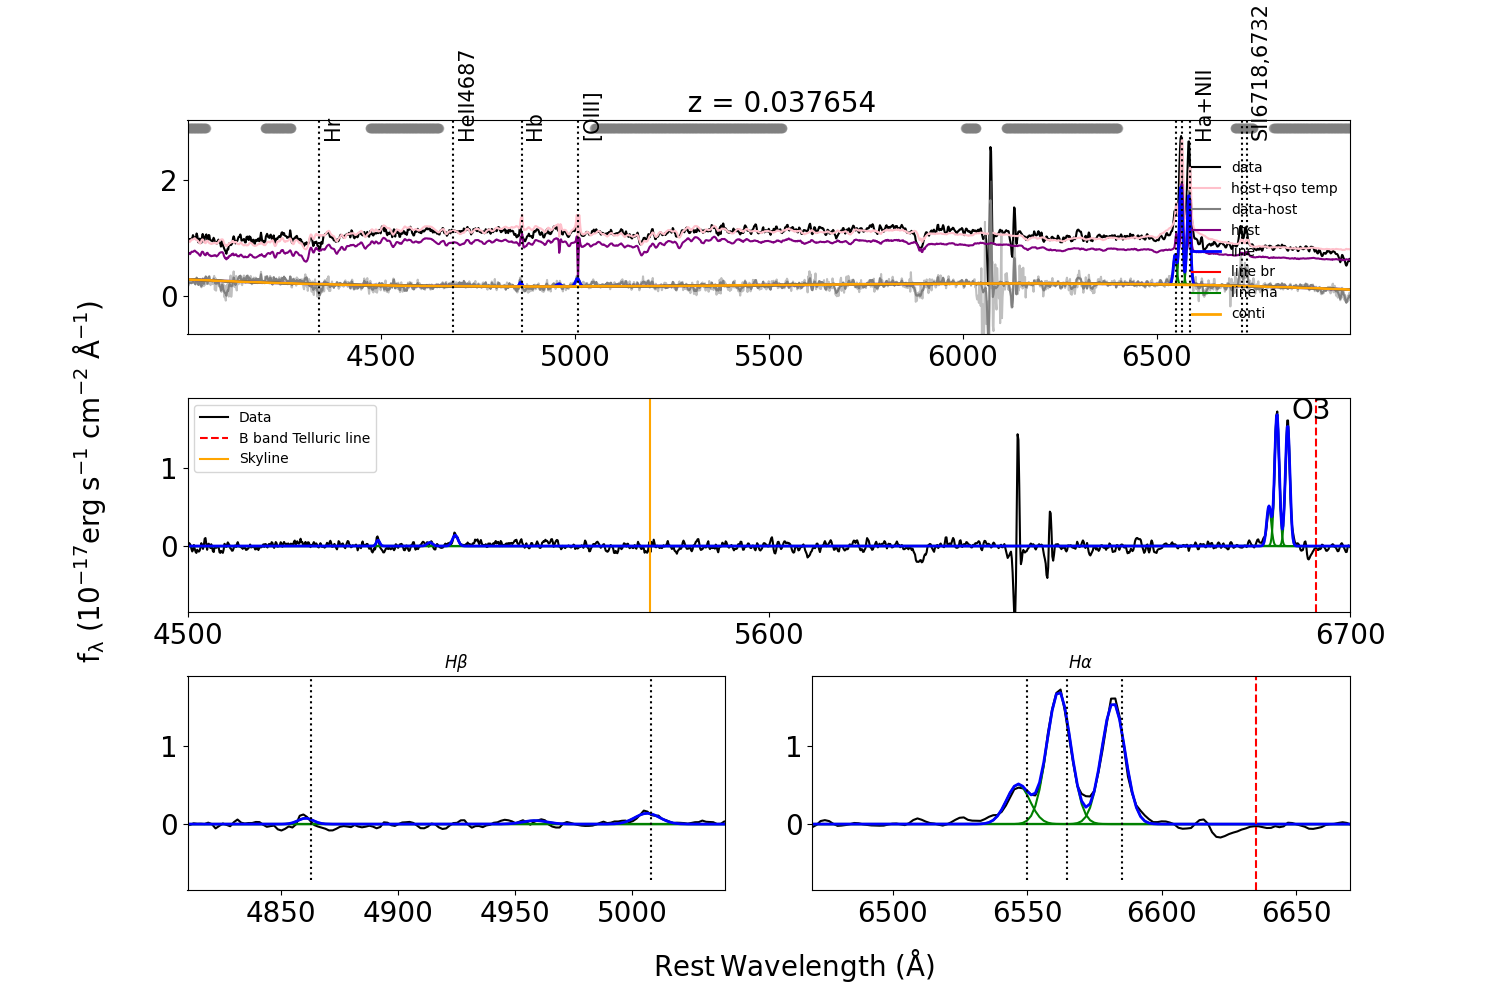 z = 0.037654
Hr
HeII4687
Hb
[OIII]
Ha+NII
SII6718,6732
2
0
data
host+qso temp
data-host
host
line
line br
line na
conti
4500 5000 5500 6000 6500
fλ (10−17erg s−1 cm−2 Å−1)
1
0
Data
B band Telluric line
Skyline
O3
4500 5600 6700
Hβ
1
0
4850 4900 4950 5000
Hα
1
0
6500 6550 6600 6650
Rest Wavelength (Å)